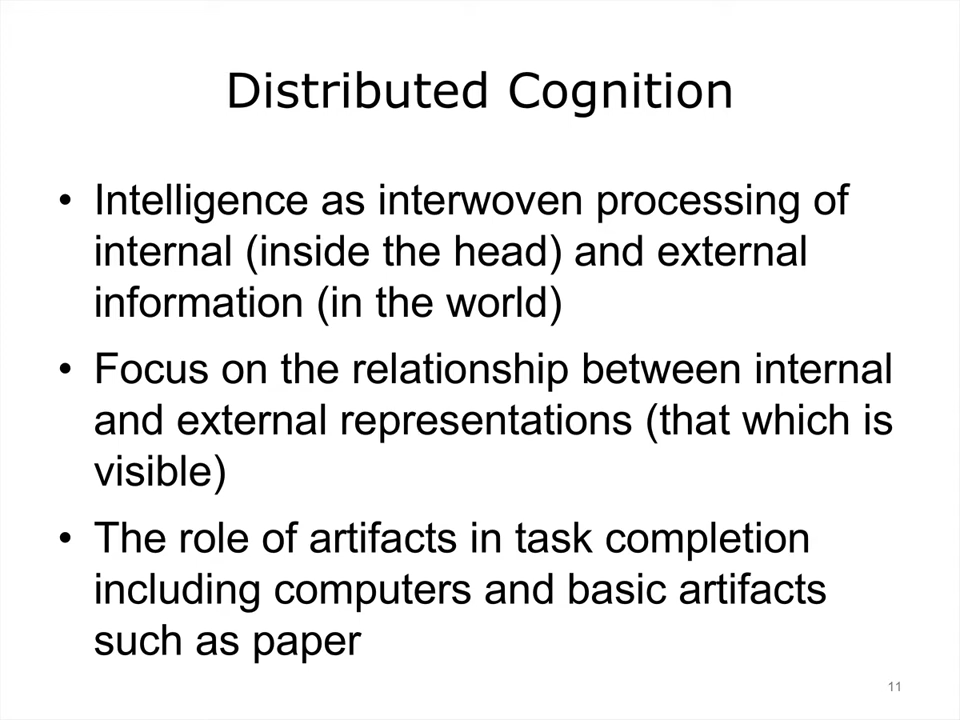 Distributed Cognition
• Intelligence as interwoven processing of
internal (inside the head) and external
information (in the world)
• Focus on the relationship between internal
and external representations (that which is
visible)
• The role of artifacts in task completion
including computers and basic artifacts
such as paper
11